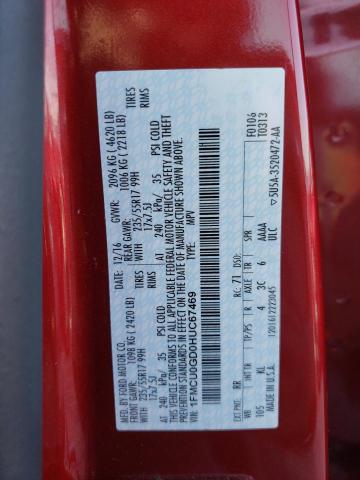 MFD. BY FORD MOTOR CO.
DATE: 12/16 GVWR: 2096 KG ( 4620 LB)
FRONT GAWR: 1098 KG ( 2420 LB) REAR GAWR: 1006 KG ( 2218 LB)
WITH 235/55R17 99H TIRES WITH 235/55R17 99H TIRES
17x7.5J RIMS 17x7.5J RIMS
AT 240 kPa/ 35 PSI COLD AT 240 kPa/ 35 PSI COLD
THIS VEHICLE CONFORMS TO ALL APPLICABLE FEDERAL MOTOR VEHICLE SAFETY AND THEFT
PREVENTION STANDARDS IN EFFECT ON THE DATE OF MANUFACTURE SHOWN ABOVE.
VIN: 1FMCU0GD0HUC67469
TYPE: MPV
F0106
T0313
EXT PNT: RR RC: 71 DSO:
WB INT TR TP/PS R AXLE TR SPR
105 KL 4 3C 6 AAAA
ULC
MADE IN U.S.A. 1201612223045 5U5A-3520472-AA